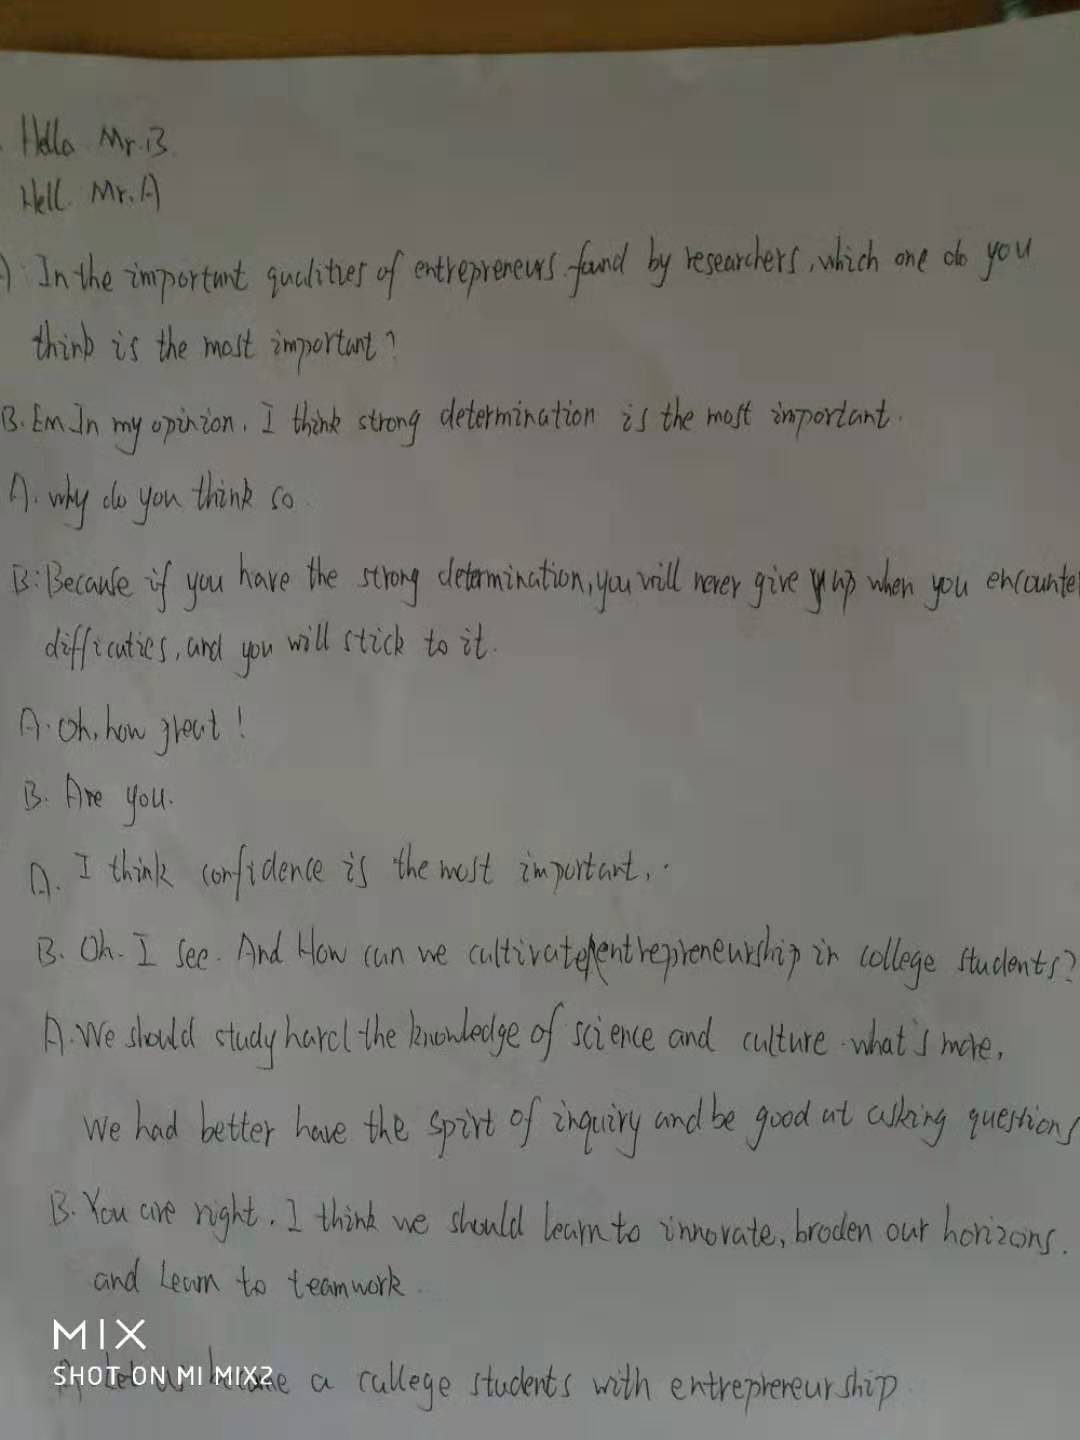 Hello Mr.B
Hell Mr.A
A: In the important qualities of entrepreneurs found by researchers, which one do you
think is the most important?
B. Em In my opinion. I think strong determination is the most important.
A. why do you think so.
B: Because if you have the strong determination, you will never give up when you encounter
difficuties, and you will stick to it.
A. Oh, how great!
B. Are you.
A. I think confidence is the most important.
B. Oh. I see. And How can we cultivate entrepreneurship in college students?
A. We should study hard the knowledge of science and culture. what's more,
We had better have the spirt of inquiry and be good at asking questions
B. You are right. I think we should learn to innovate, broden our horizons.
and learn to teamwork.
MIX
SHOT ON MI MIX2
A. Let us become a college students with entrepreneurship